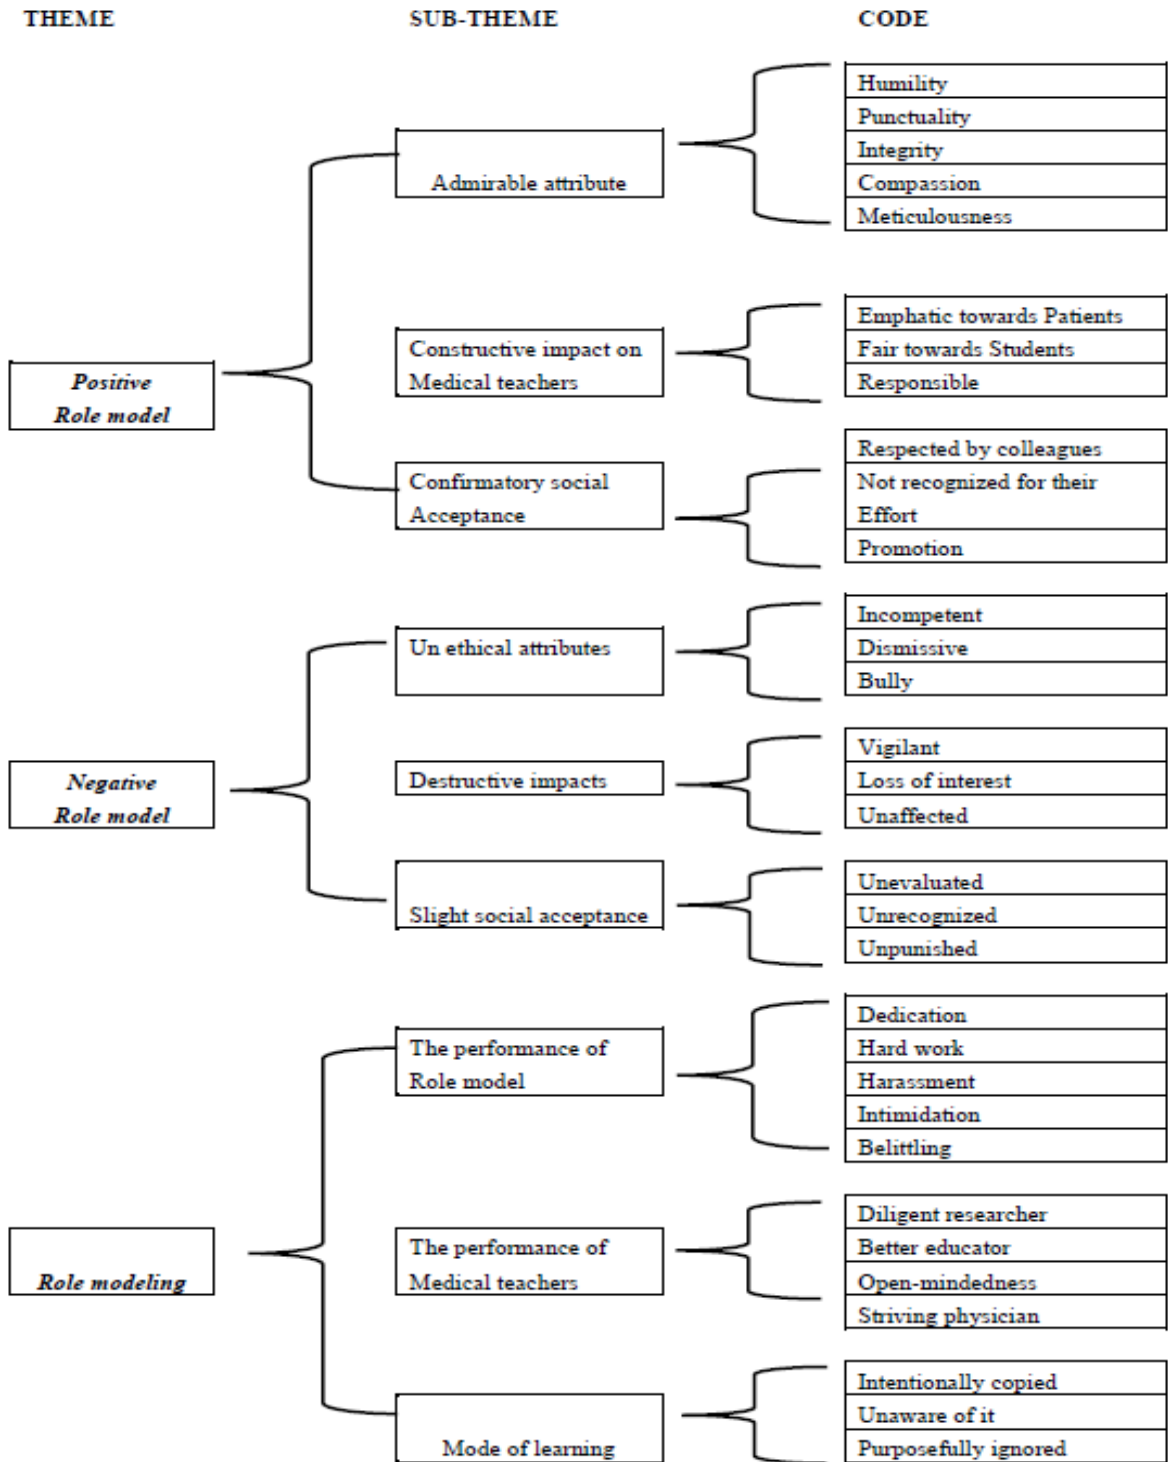 THEME SUB-THEME CODE
Humility
Punctuality
Integrity
Admirable attribute
Compassion
Meticulousness
Emphatic towards Patients
Constructive impact on
Medical teachers
Fair towards Students
Responsible
Positive
Role model
Respected by colleagues
Confirmatory social
Acceptance
Not recognized for their
Effort
Promotion
Incompetent
Un ethical attributes
Dismissive
Bully
Vigilant
Negative
Role model
Destructive impacts
Loss of interest
Unaffected
Unevaluated
Slight social acceptance
Unrecognized
Unpunished
Dedication
The performance of
Role model
Hard work
Harassment
Intimidation
Belittling
Diligent researcher
Role modeling
The performance of
Medical teachers
Better educator
Open-mindedness
Striving physician
Intentionally copied
Mode of learning
Unaware of it
Purposefully ignored